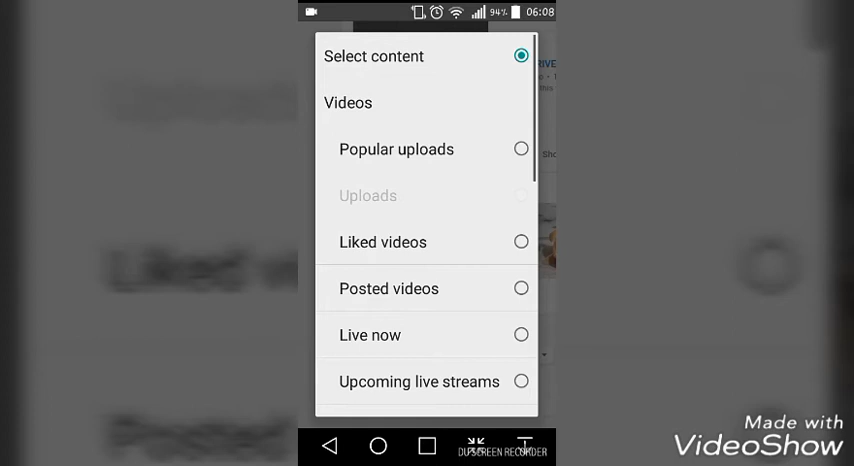 94% 06:08
Select content
Videos
Popular uploads
Uploads
Liked videos
Posted videos
Live now
Upcoming live streams
DU SCREEN RECORDER
Made with
VideoShow